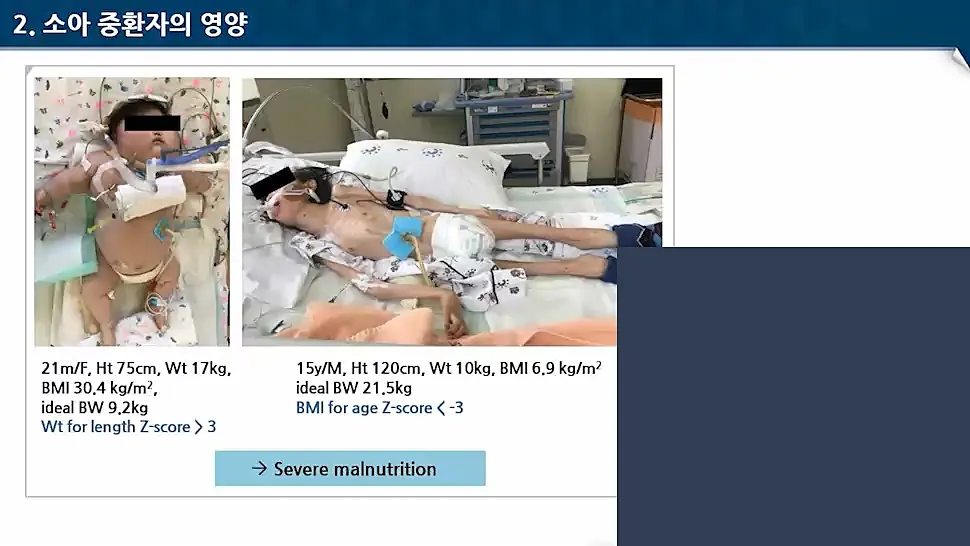 2. 소아 중환자의 영양
21m/F, Ht 75cm, Wt 17kg,
BMI 30.4 kg/m²,
ideal BW 9.2kg
Wt for length Z-score > 3
15y/M, Ht 120cm, Wt 10kg, BMI 6.9 kg/m²
ideal BW 21.5kg
BMI for age Z-score < -3
→ Severe malnutrition